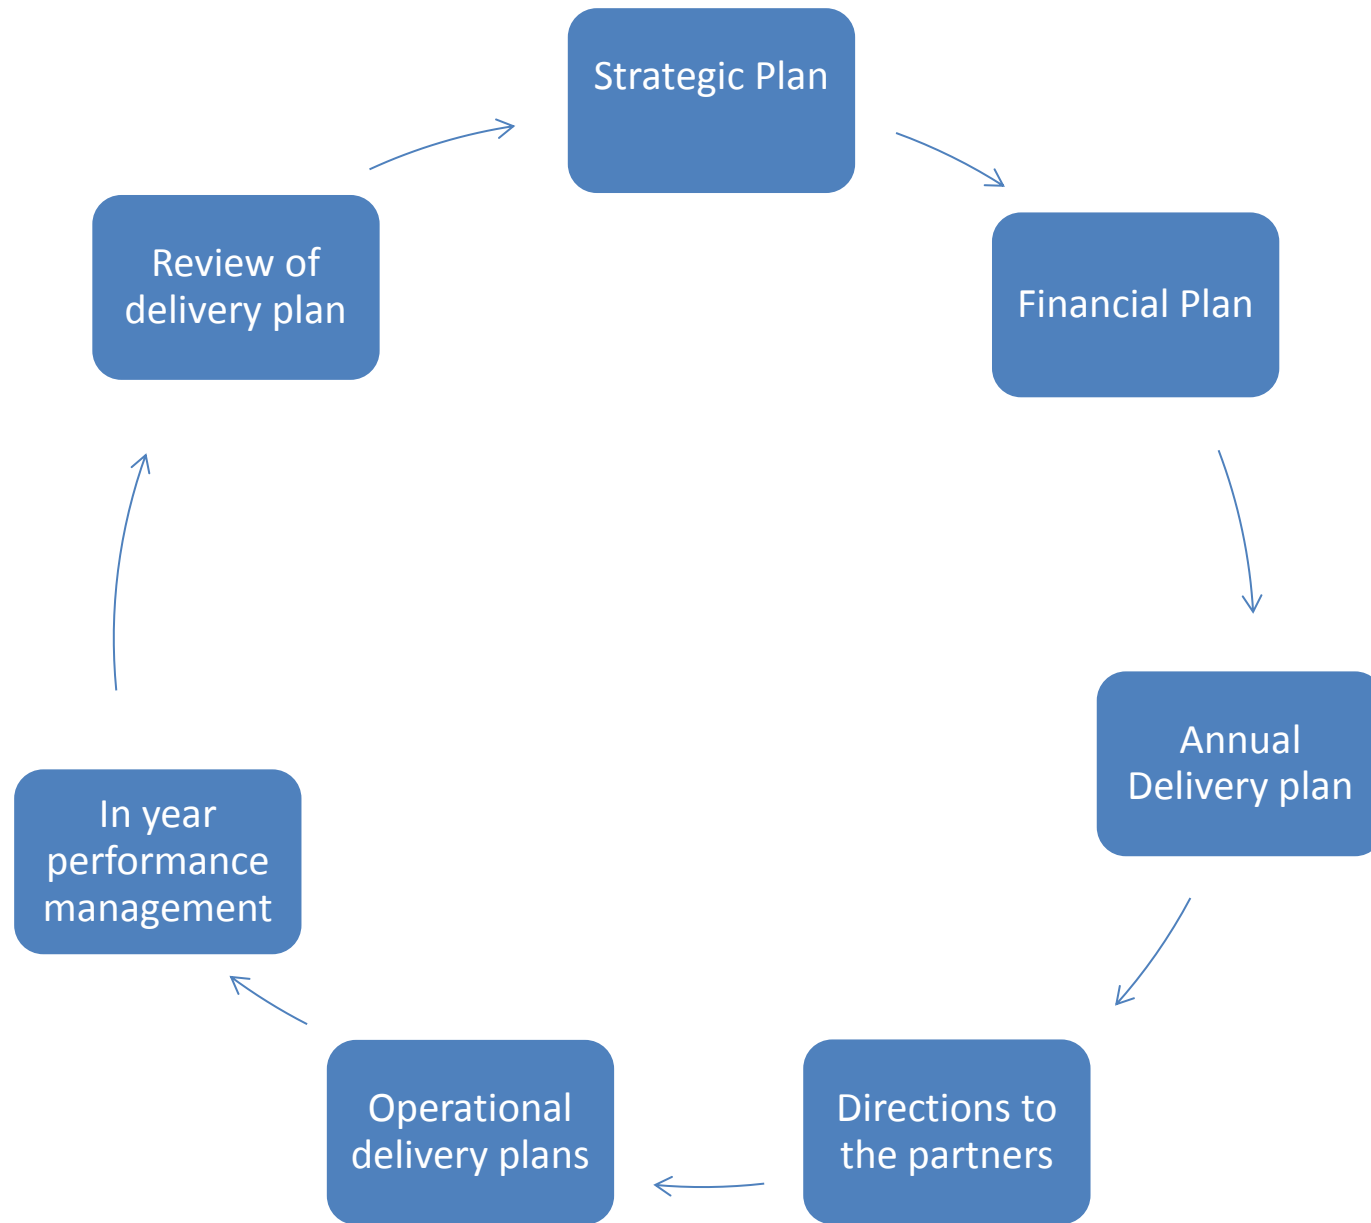 Strategic Plan
Financial Plan
Annual
Delivery plan
Directions to
the partners
Operational
delivery plans
In year
performance
management
Review of
delivery plan